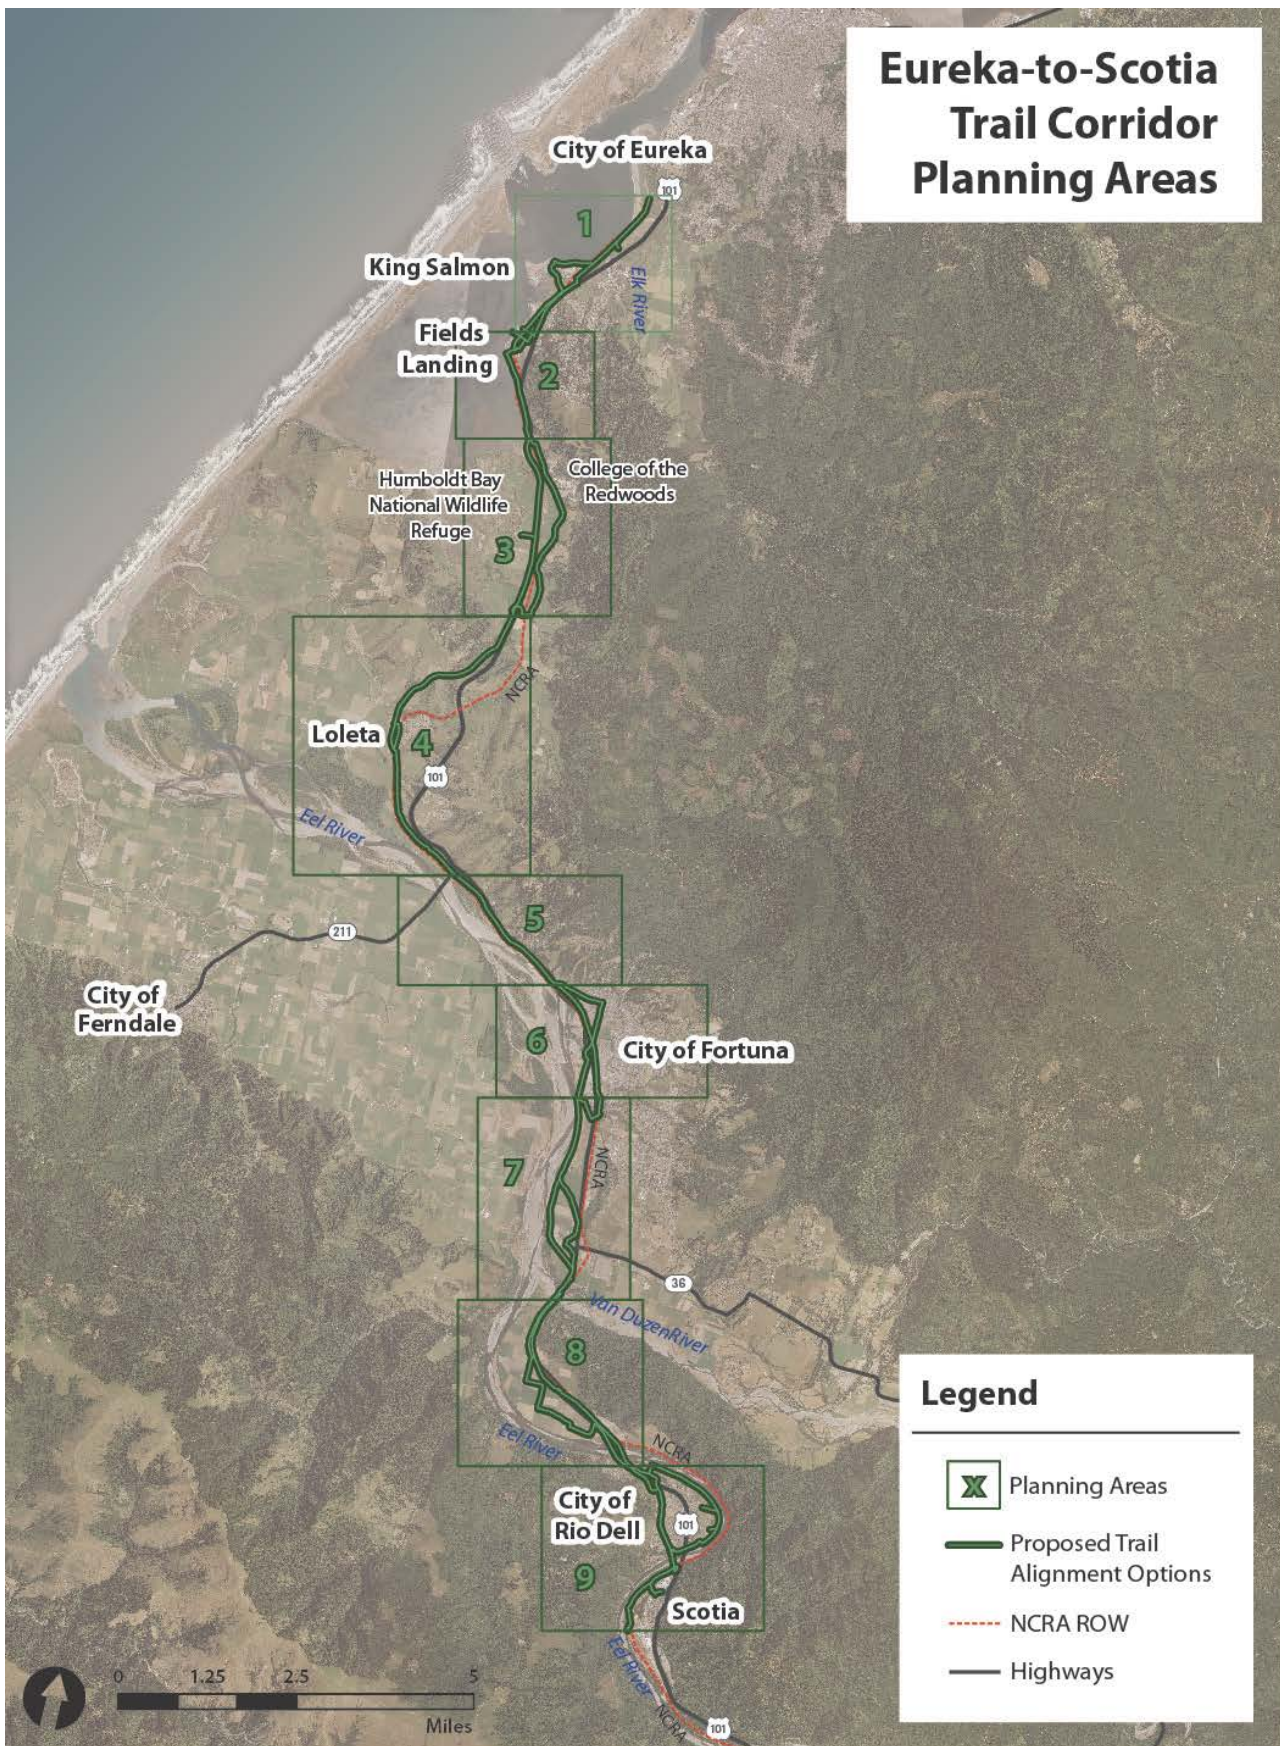 Eureka-to-Scotia
Trail Corridor
Planning Areas
City of Eureka
101
1
King Salmon
Elk River
Fields
Landing
2
Humboldt Bay
National Wildlife
Refuge
College of the
Redwoods
3
NCRA
Loleta
4
101
Eel River
5
211
City of
Ferndale
6
City of Fortuna
7
NCRA
36
Van DuzenRiver
8
Eel River
NCRA
City of
Rio Dell
101
9
Scotia
Eel River
NCRA
101
Legend
X
Planning Areas
Proposed Trail
Alignment Options
NCRA ROW
Highways
0 1.25 2.5 5
Miles